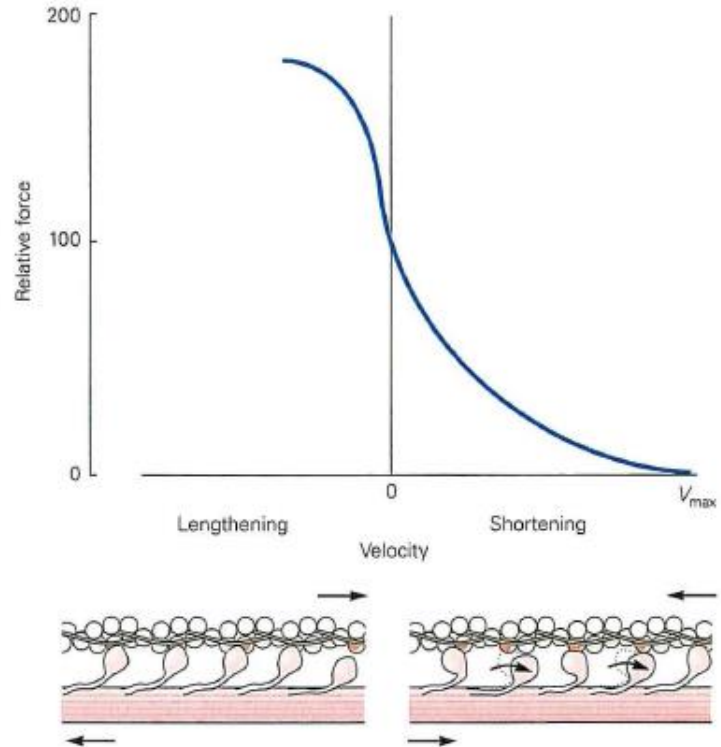 200
Relative force
100
0
0
Vmax
Lengthening
Shortening
Velocity